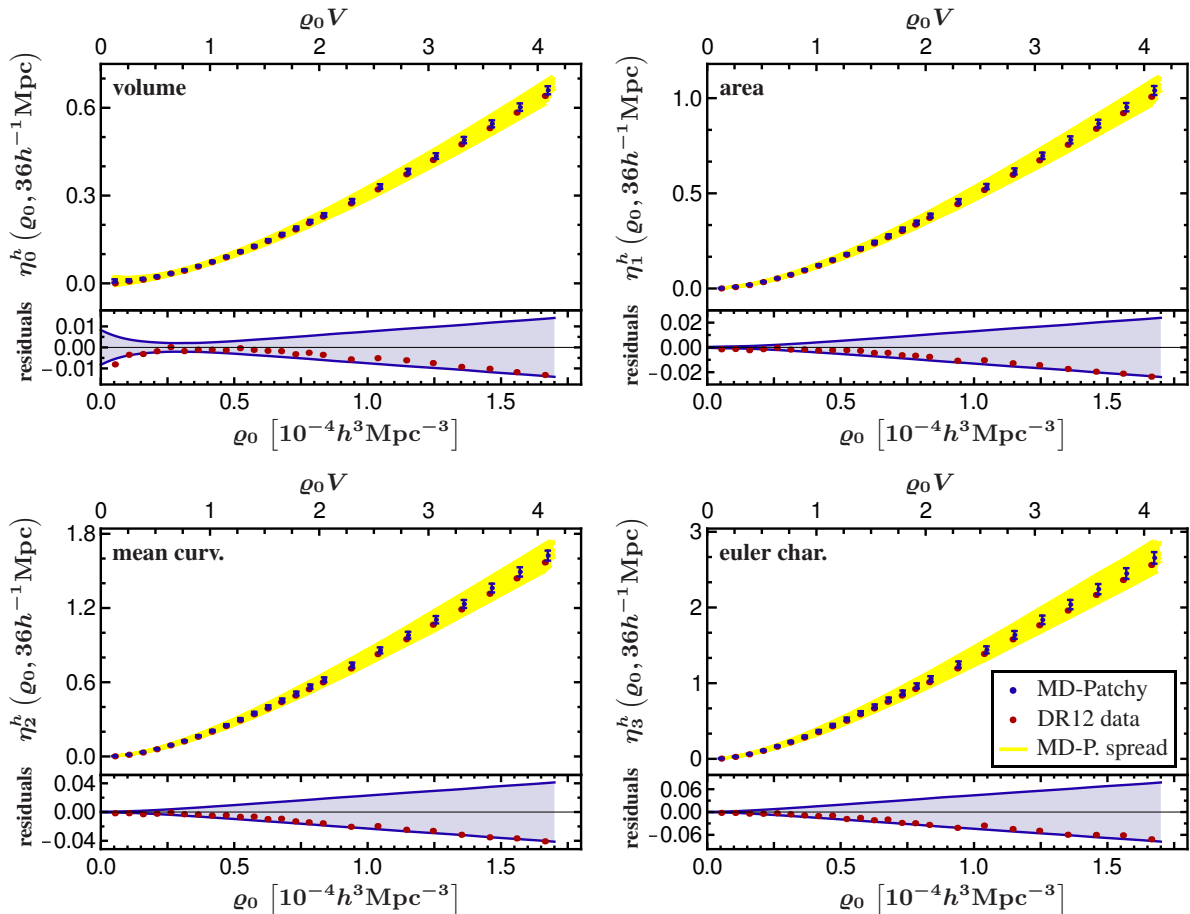 ϱ₀V
0 1 2 3 4
η₀ʰ (ϱ₀, 36h⁻¹Mpc)
volume
0.6
0.3
0.0
residuals
0.01
0.00
−0.01
0.0 0.5 1.0 1.5
ϱ₀ [10⁻⁴h³Mpc⁻³]
ϱ₀V
0 1 2 3 4
η₁ʰ (ϱ₀, 36h⁻¹Mpc)
area
1.0
0.5
0.0
residuals
0.02
0.00
−0.02
0.0 0.5 1.0 1.5
ϱ₀ [10⁻⁴h³Mpc⁻³]
ϱ₀V
0 1 2 3 4
η₂ʰ (ϱ₀, 36h⁻¹Mpc)
mean curv.
1.8
1.2
0.6
0.0
residuals
0.04
0.00
−0.04
0.0 0.5 1.0 1.5
ϱ₀ [10⁻⁴h³Mpc⁻³]
ϱ₀V
0 1 2 3 4
η₃ʰ (ϱ₀, 36h⁻¹Mpc)
euler char.
3
2
1
0
MD-Patchy
DR12 data
MD-P. spread
residuals
0.06
0.00
−0.06
0.0 0.5 1.0 1.5
ϱ₀ [10⁻⁴h³Mpc⁻³]